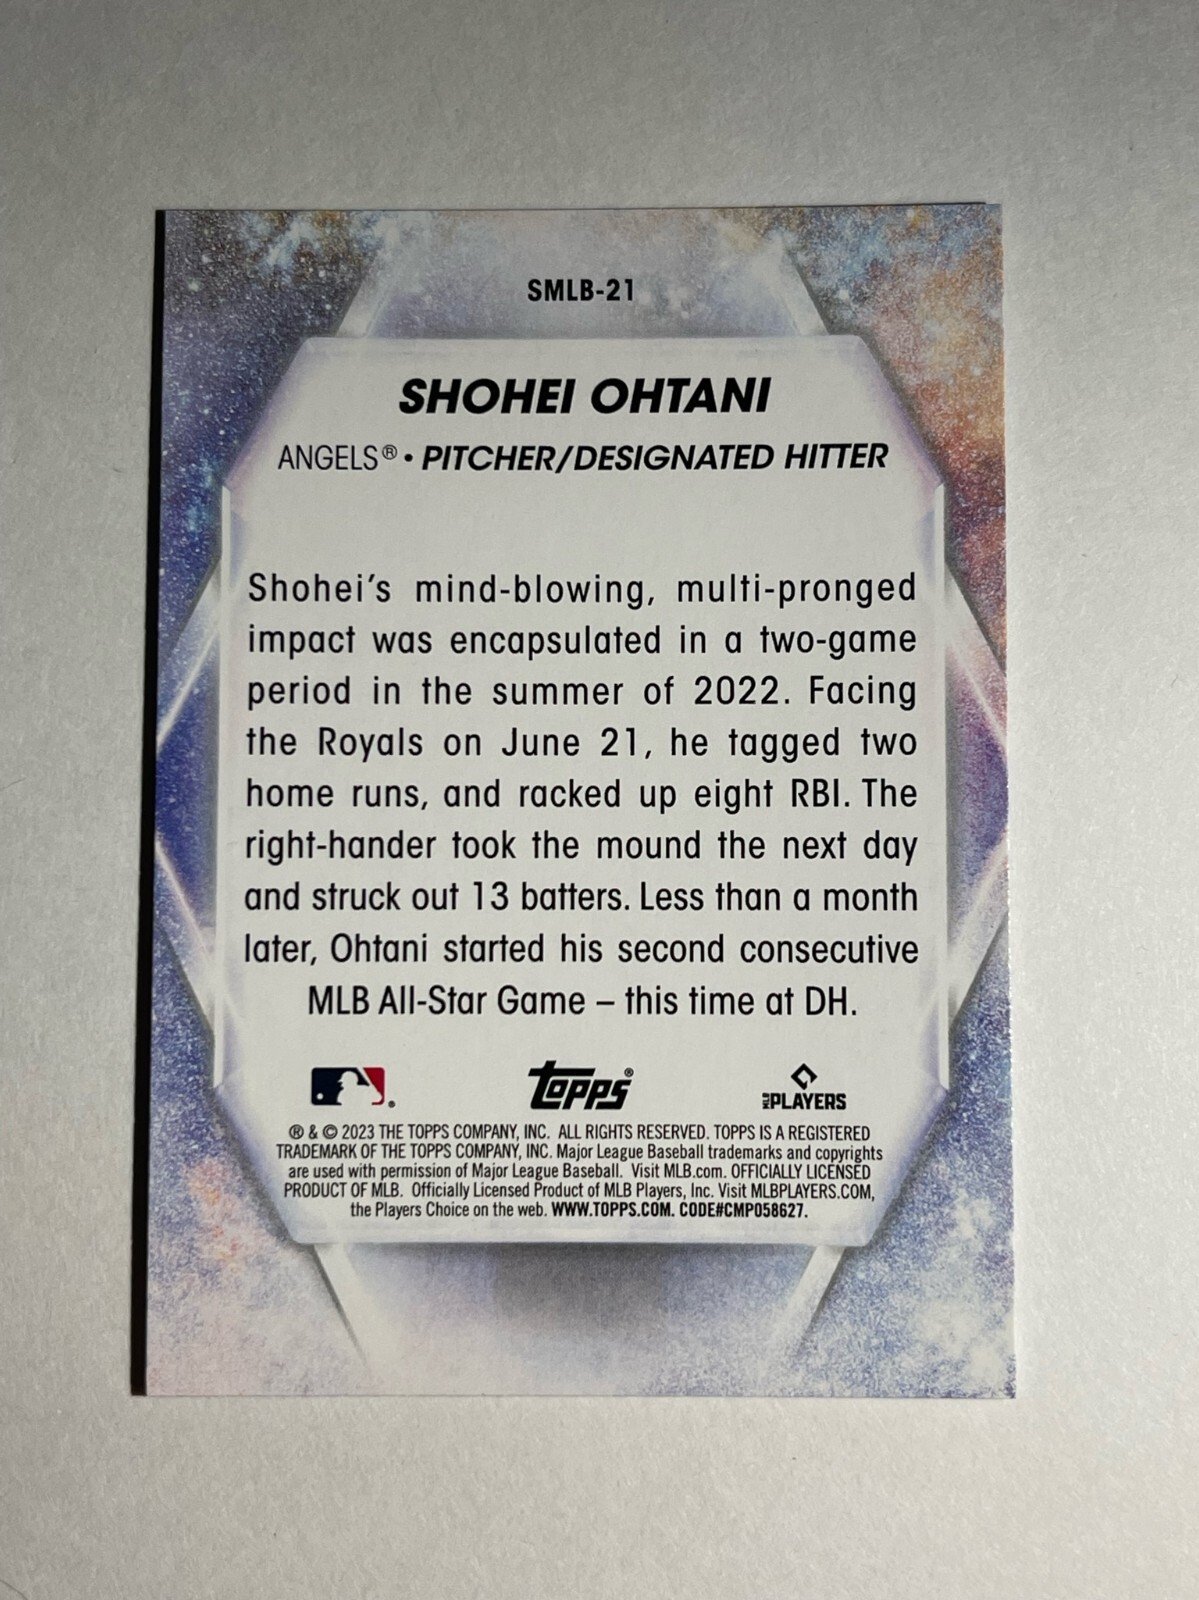 SMLB-21
SHOHEI OHTANI
ANGELS® • PITCHER/DESIGNATED HITTER
Shohei's mind-blowing, multi-pronged
impact was encapsulated in a two-game
period in the summer of 2022. Facing
the Royals on June 21, he tagged two
home runs, and racked up eight RBI. The
right-hander took the mound the next day
and struck out 13 batters. Less than a month
later, Ohtani started his second consecutive
MLB All-Star Game – this time at DH.
Topps®
MLB PLAYERS
® & © 2023 THE TOPPS COMPANY, INC. ALL RIGHTS RESERVED. TOPPS IS A REGISTERED
TRADEMARK OF THE TOPPS COMPANY, INC. Major League Baseball trademarks and copyrights
are used with permission of Major League Baseball. Visit MLB.com. OFFICIALLY LICENSED
PRODUCT OF MLB. Officially Licensed Product of MLB Players, Inc. Visit MLBPLAYERS.COM,
the Players Choice on the web. WWW.TOPPS.COM. CODE#CMP058627.